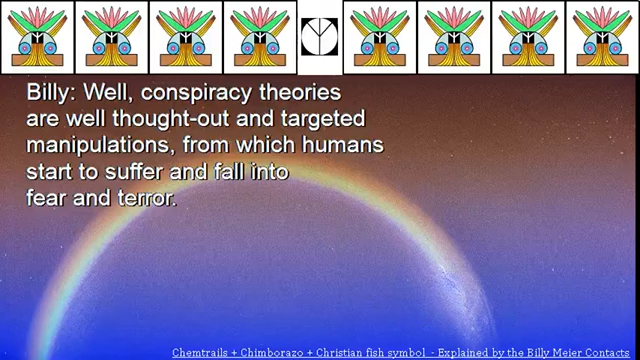 Billy: Well, conspiracy theories
are well thought-out and targeted
manipulations, from which humans
start to suffer and fall into
fear and terror.
Chemtrails + Chimborazo + Christian fish symbol - Explained by the Billy Meier Contacts